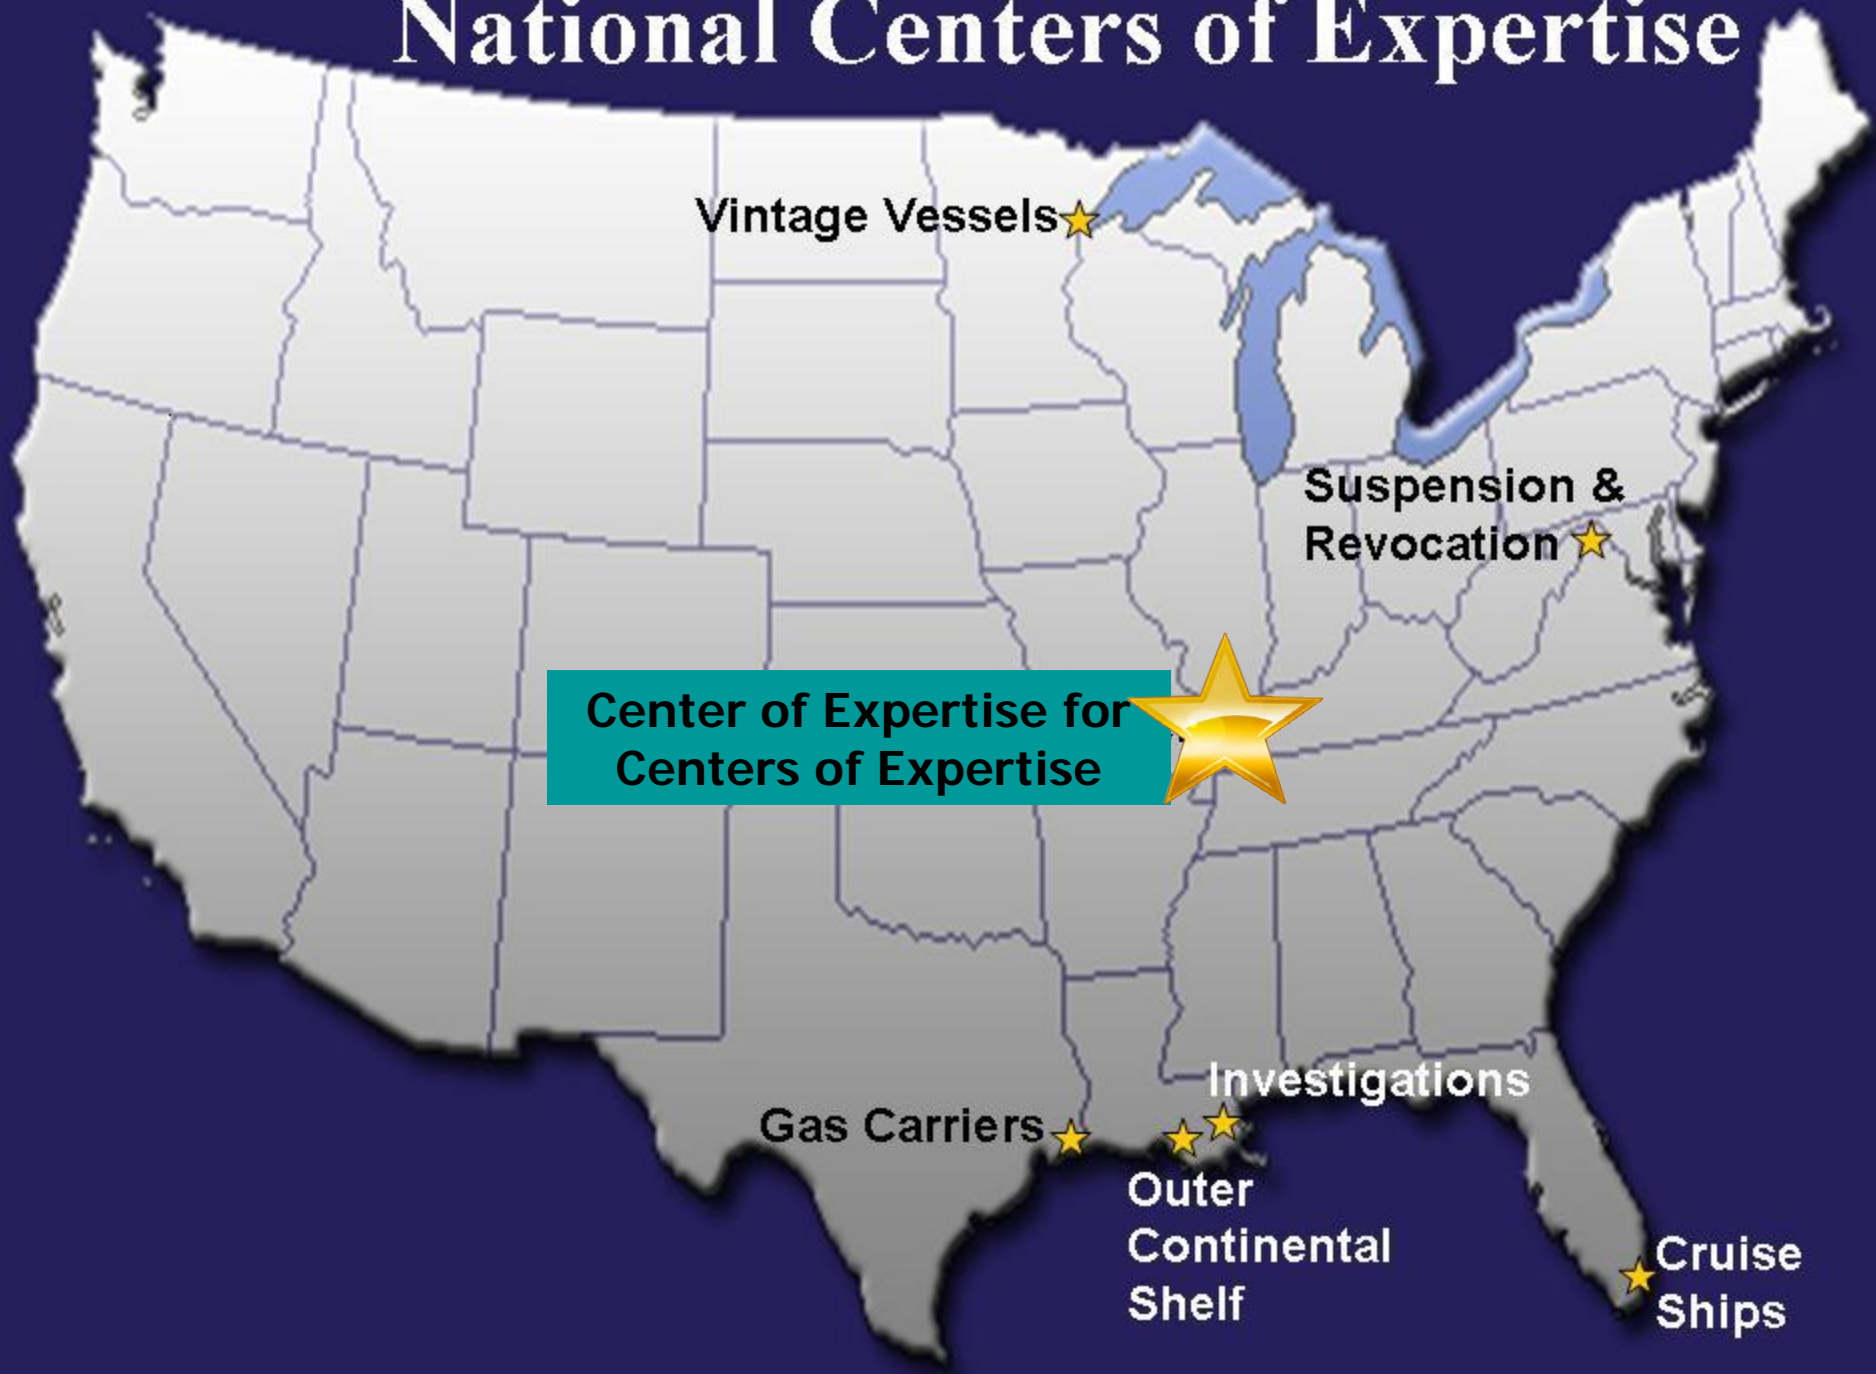 National Centers of Expertise
Vintage Vessels
Suspension &
Revocation
Center of Expertise for
Centers of Expertise
Investigations
Gas Carriers
Outer
Continental
Shelf
Cruise
Ships